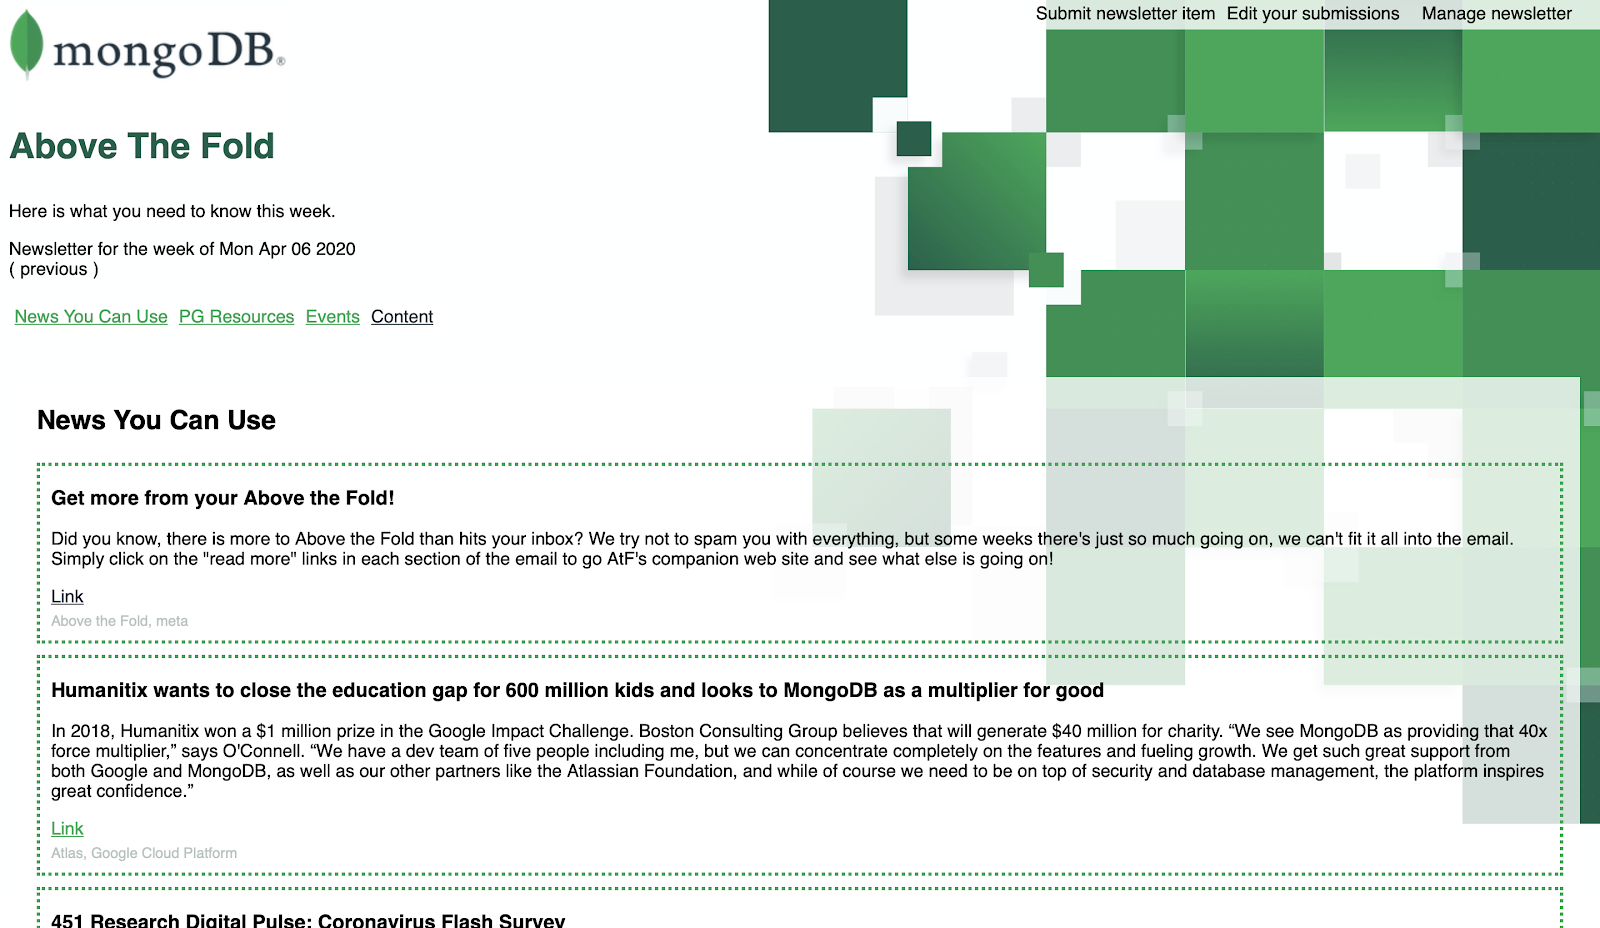 Submit newsletter item Edit your submissions Manage newsletter
mongoDB®
Above The Fold
Here is what you need to know this week.
Newsletter for the week of Mon Apr 06 2020
( previous )
News You Can Use PG Resources Events Content
News You Can Use
Get more from your Above the Fold!
Did you know, there is more to Above the Fold than hits your inbox? We try not to spam you with everything, but some weeks there's just so much going on, we can't fit it all into the email.
Simply click on the "read more" links in each section of the email to go AtF's companion web site and see what else is going on!
Link
Above the Fold, meta
Humanitix wants to close the education gap for 600 million kids and looks to MongoDB as a multiplier for good
In 2018, Humanitix won a $1 million prize in the Google Impact Challenge. Boston Consulting Group believes that will generate $40 million for charity. “We see MongoDB as providing that 40x
force multiplier,” says O'Connell. “We have a dev team of five people including me, but we can concentrate completely on the features and fueling growth. We get such great support from
both Google and MongoDB, as well as our other partners like the Atlassian Foundation, and while of course we need to be on top of security and database management, the platform inspires
great confidence.”
Link
Atlas, Google Cloud Platform
451 Research Digital Pulse: Coronavirus Flash Survey